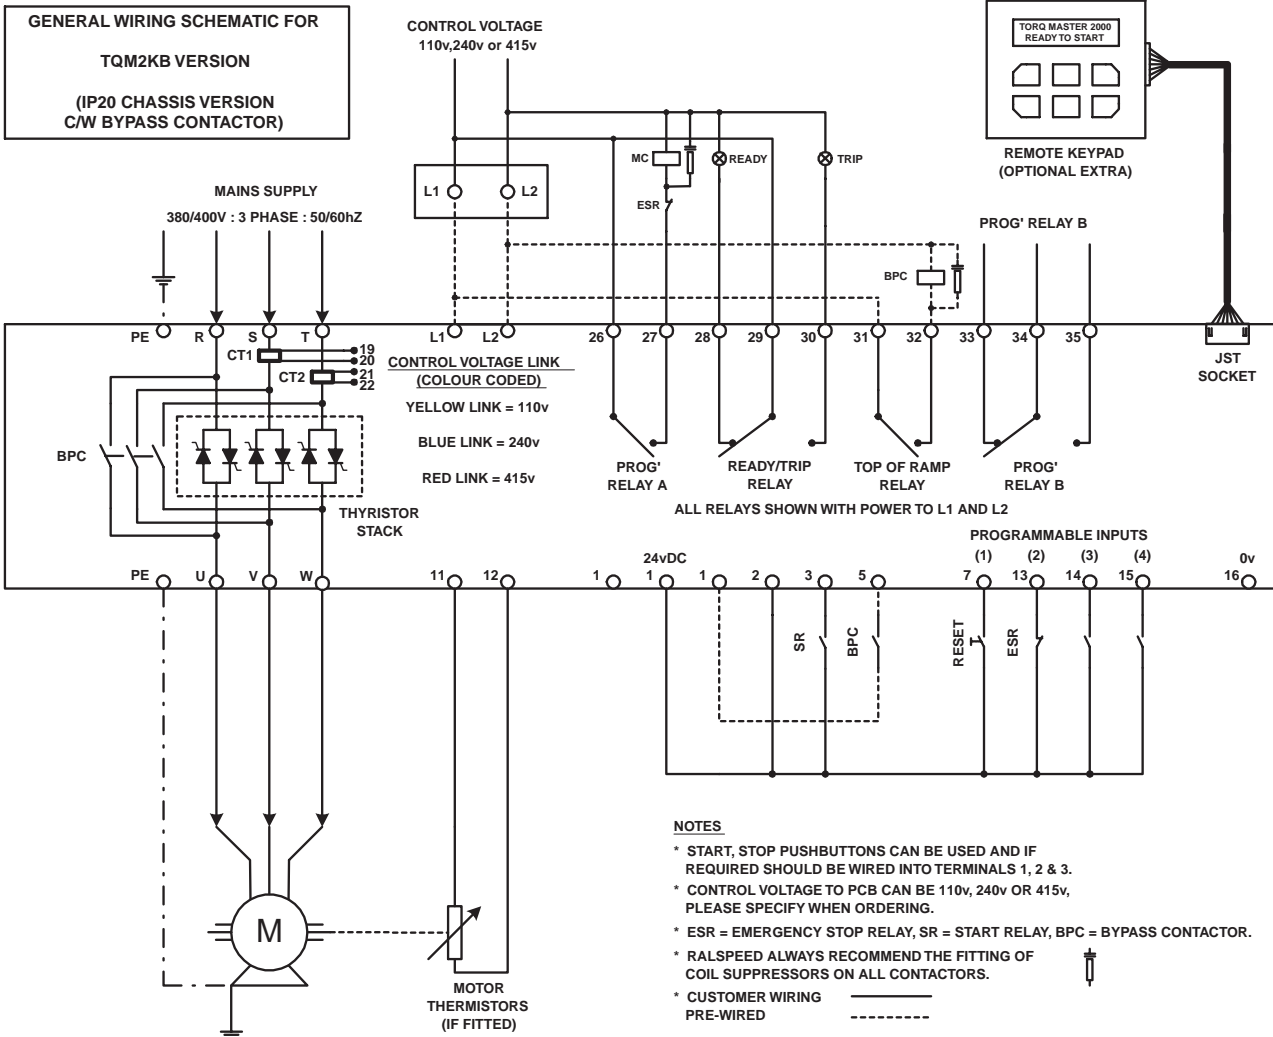 GENERAL WIRING SCHEMATIC FOR
TQM2KB VERSION
(IP20 CHASSIS VERSION
C/W BYPASS CONTACTOR)
CONTROL VOLTAGE
110v,240v or 415v
TORQ MASTER 2000
READY TO START
REMOTE KEYPAD
(OPTIONAL EXTRA)
MC
READY
TRIP
L1
L2
ESR
MAINS SUPPLY
380/400V : 3 PHASE : 50/60hZ
PROG' RELAY B
BPC
PE
R
S
T
L1
L2
26
27
28
29
30
31
32
33
34
35
JST
SOCKET
CT1
19
20
CT2
21
22
CONTROL VOLTAGE LINK
(COLOUR CODED)
YELLOW LINK = 110v
BLUE LINK = 240v
RED LINK = 415v
BPC
THYRISTOR
STACK
PROG'
RELAY A
READY/TRIP
RELAY
TOP OF RAMP
RELAY
PROG'
RELAY B
ALL RELAYS SHOWN WITH POWER TO L1 AND L2
PROGRAMMABLE INPUTS
24vDC
(1)
(2)
(3)
(4)
0v
PE
U
V
W
11
12
1
1
1
2
3
5
7
13
14
15
16
SR
BPC
RESET
ESR
M
MOTOR
THERMISTORS
(IF FITTED)
NOTES
* START, STOP PUSHBUTTONS CAN BE USED AND IF
REQUIRED SHOULD BE WIRED INTO TERMINALS 1, 2 & 3.
* CONTROL VOLTAGE TO PCB CAN BE 110v, 240v OR 415v,
PLEASE SPECIFY WHEN ORDERING.
* ESR = EMERGENCY STOP RELAY, SR = START RELAY, BPC = BYPASS CONTACTOR.
* RALSPEED ALWAYS RECOMMEND THE FITTING OF
COIL SUPPRESSORS ON ALL CONTACTORS.
* CUSTOMER WIRING
PRE-WIRED